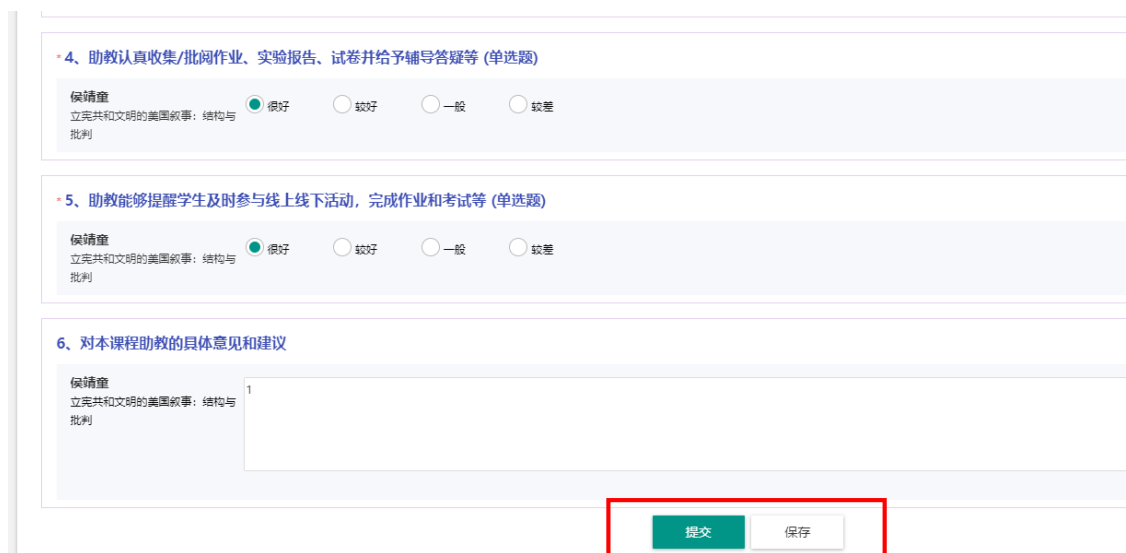 *4、助教认真收集/批阅作业、实验报告、试卷并给予辅导答疑等 (单选题)
侯靖童
立宪共和文明的美国叙事：结构与
批判
很好 较好 一般 较差
*5、助教能够提醒学生及时参与线上线下活动，完成作业和考试等 (单选题)
侯靖童
立宪共和文明的美国叙事：结构与
批判
很好 较好 一般 较差
6、对本课程助教的具体意见和建议
侯靖童
立宪共和文明的美国叙事：结构与
批判
1
提交 保存